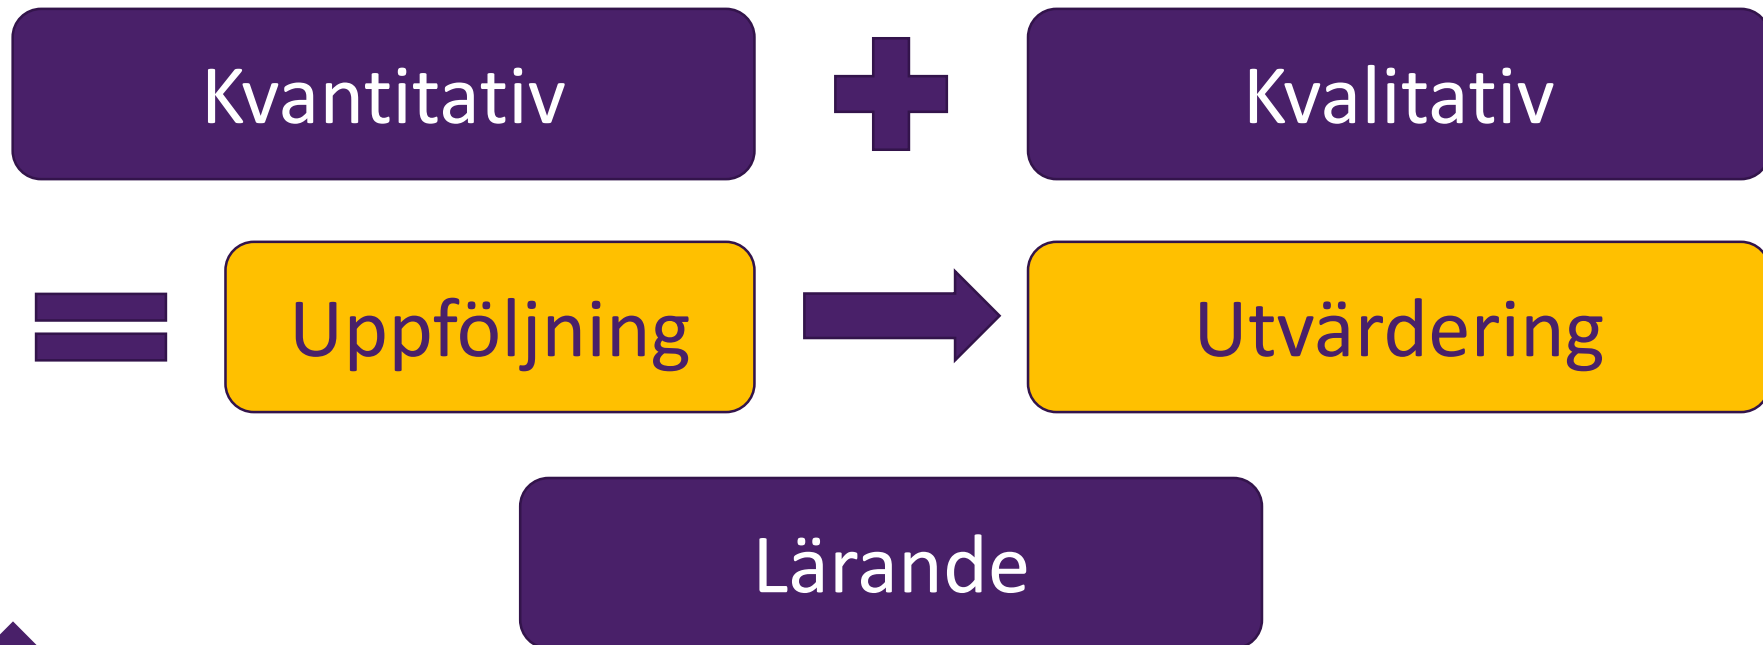 Kvantitativ
Kvalitativ
Uppföljning
Utvärdering
Lärande